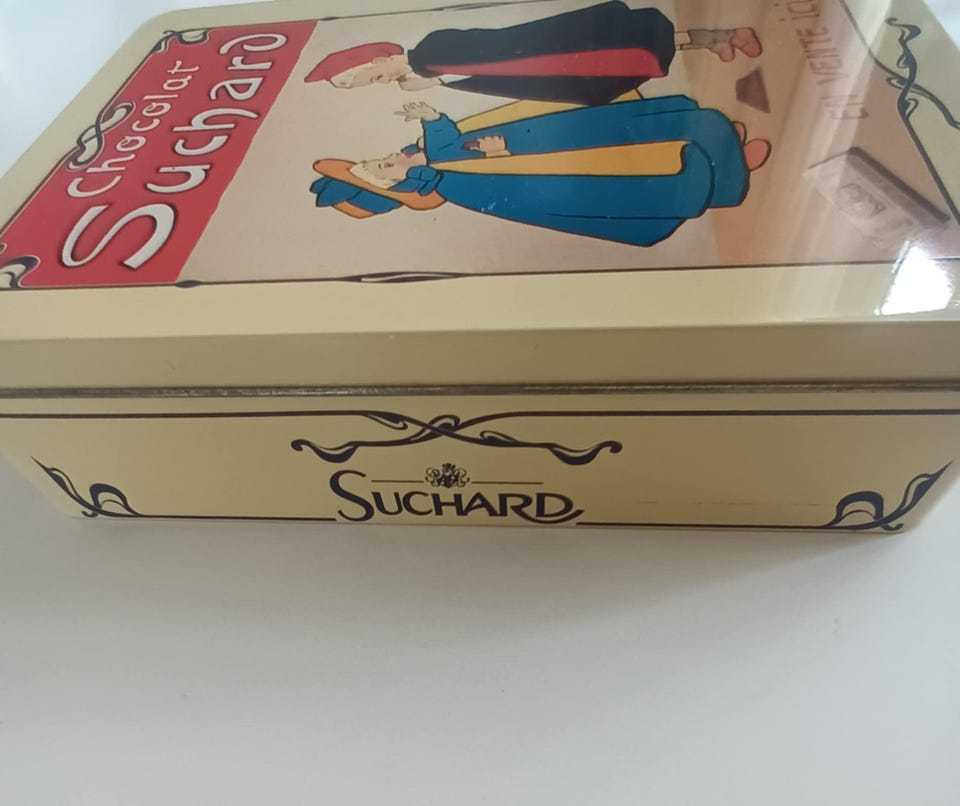 Chocolat
Suchard
EN VENTE ICI
SUCHARD